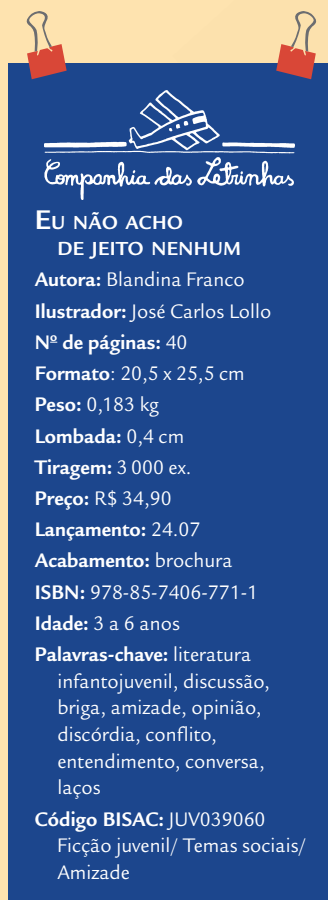 Companhia das Letrinhas
Eu não acho
de jeito nenhum
Autora: Blandina Franco
Ilustrador: José Carlos Lollo
Nº de páginas: 40
Formato: 20,5 x 25,5 cm
Peso: 0,183 kg
Lombada: 0,4 cm
Tiragem: 3 000 ex.
Preço: R$ 34,90
Lançamento: 24.07
Acabamento: brochura
ISBN: 978-85-7406-771-1
Idade: 3 a 6 anos
Palavras-chave: literatura
infantojuvenil, discussão,
briga, amizade, opinião,
discórdia, conflito,
entendimento, conversa,
laços
Código BISAC: JUV039060
Ficção juvenil/ Temas sociais/
Amizade